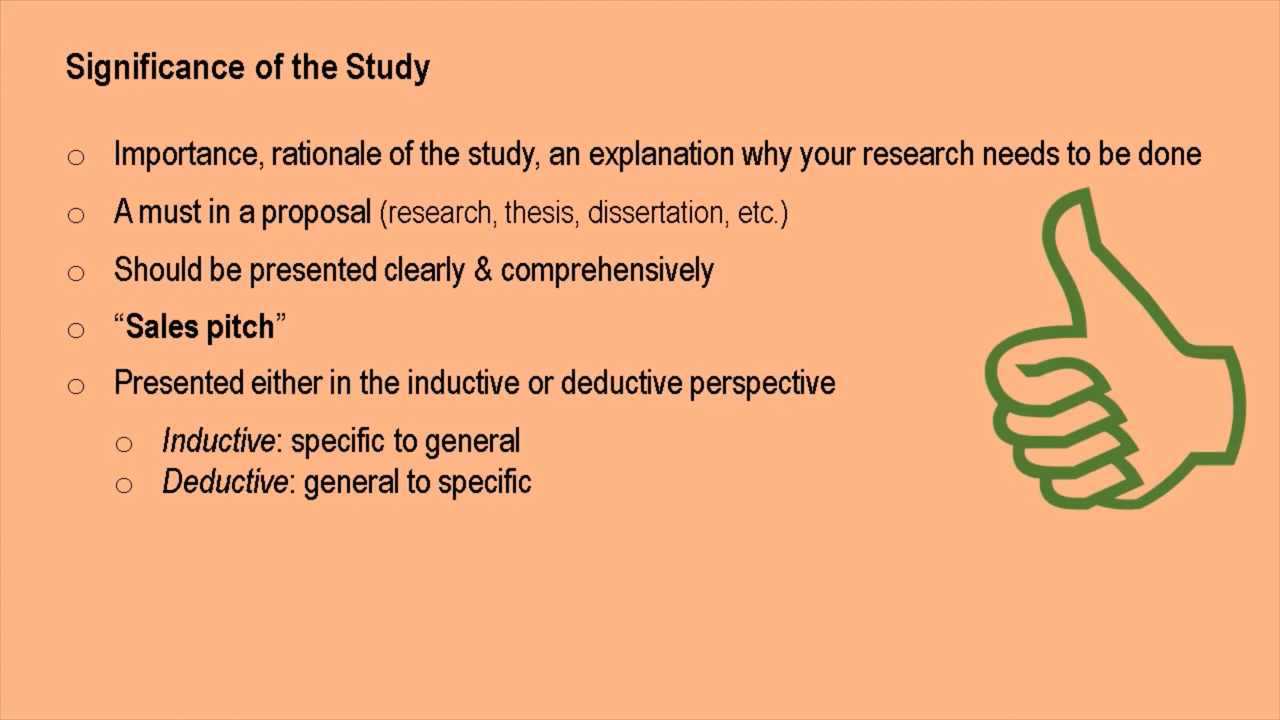 Significance of the Study
o Importance, rationale of the study, an explanation why your research needs to be done
o A must in a proposal (research, thesis, dissertation, etc.)
o Should be presented clearly & comprehensively
o “Sales pitch”
o Presented either in the inductive or deductive perspective
o Inductive: specific to general
o Deductive: general to specific